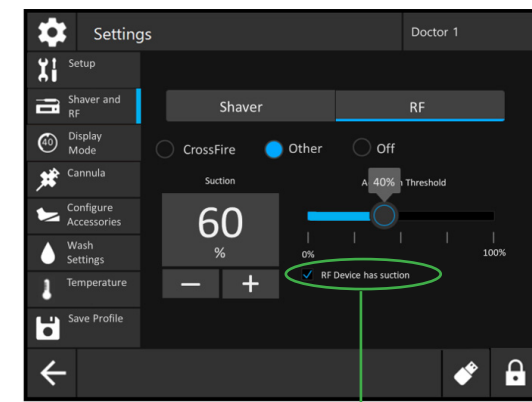 Settings
Doctor 1
Setup
Shaver and
RF
40
Display
Mode
Cannula
Configure
Accessories
Wash
Settings
Temperature
Save Profile
Shaver
RF
CrossFire
Other
Off
Suction
60
%
40%
Threshold
0%
100%
RF Device has suction